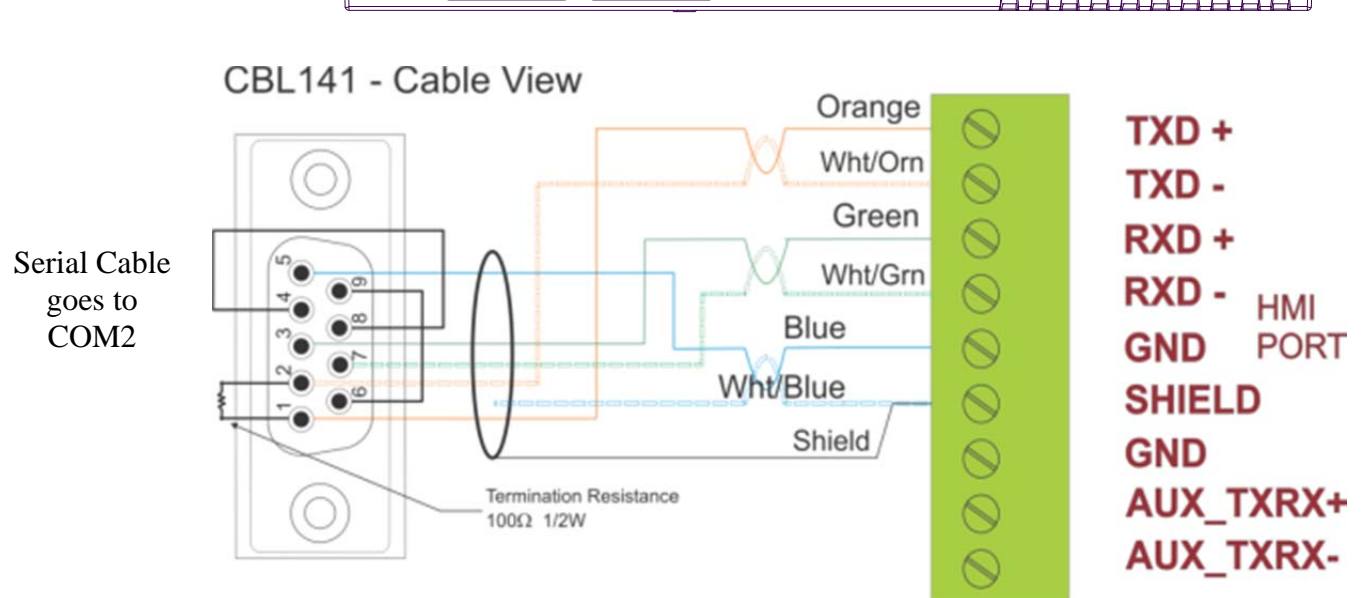 CBL141 - Cable View
Serial Cable
goes to
COM2
5
4
3
2
1
9
8
7
6
Orange
Wht/Orn
Green
Wht/Grn
Blue
Wht/Blue
Shield
Termination Resistance
100Ω 1/2W
TXD +
TXD -
RXD +
RXD -
GND
SHIELD
GND
AUX_TXRX+
AUX_TXRX-
HMI
PORT